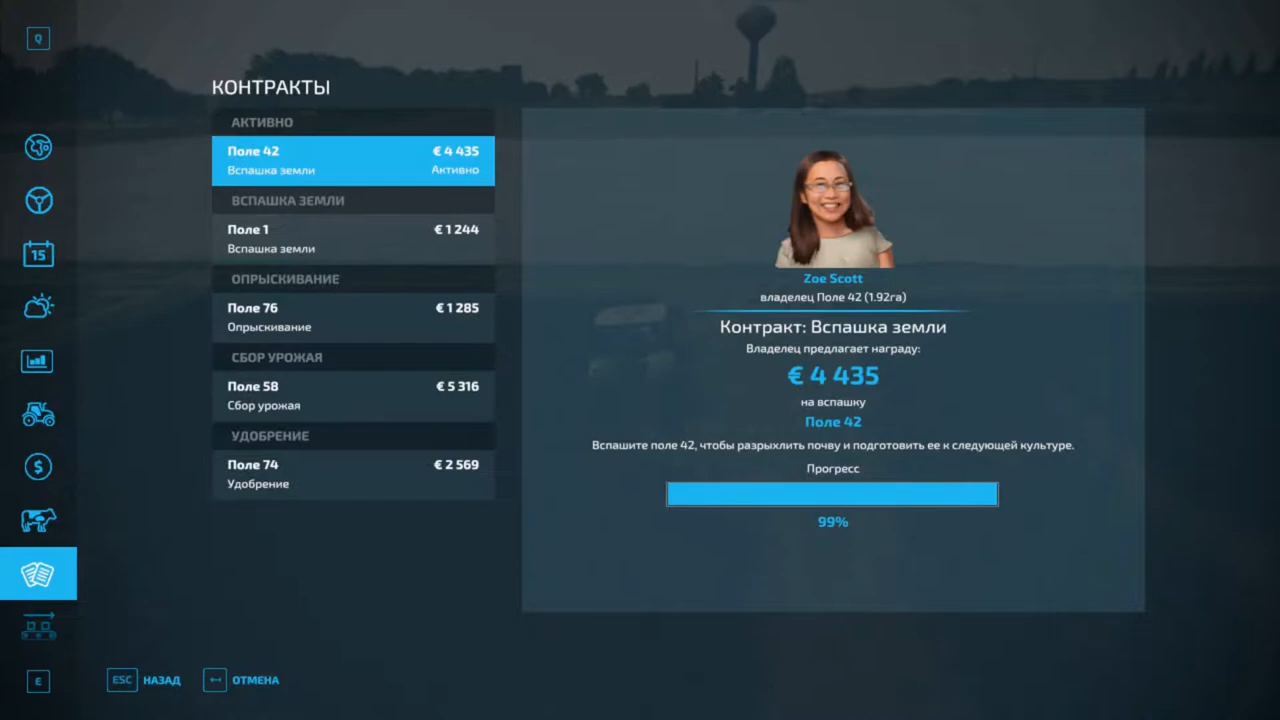 Q
КОНТРАКТЫ
АКТИВНО
Поле 42 € 4 435
Вспашка земли Активно
ВСПАШКА ЗЕМЛИ
Поле 1 € 1 244
Вспашка земли
ОПРЫСКИВАНИЕ
Поле 76 € 1 285
Опрыскивание
СБОР УРОЖАЯ
Поле 58 € 5 316
Сбор урожая
УДОБРЕНИЕ
Поле 74 € 2 569
Удобрение
15
$
E
Zoe Scott
владелец Поле 42 (1.92га)
Контракт: Вспашка земли
Владелец предлагает награду:
€ 4 435
на вспашку
Поле 42
Вспашите поле 42, чтобы разрыхлить почву и подготовить ее к следующей культуре.
Прогресс
99%
ESC НАЗАД
ОТМЕНА